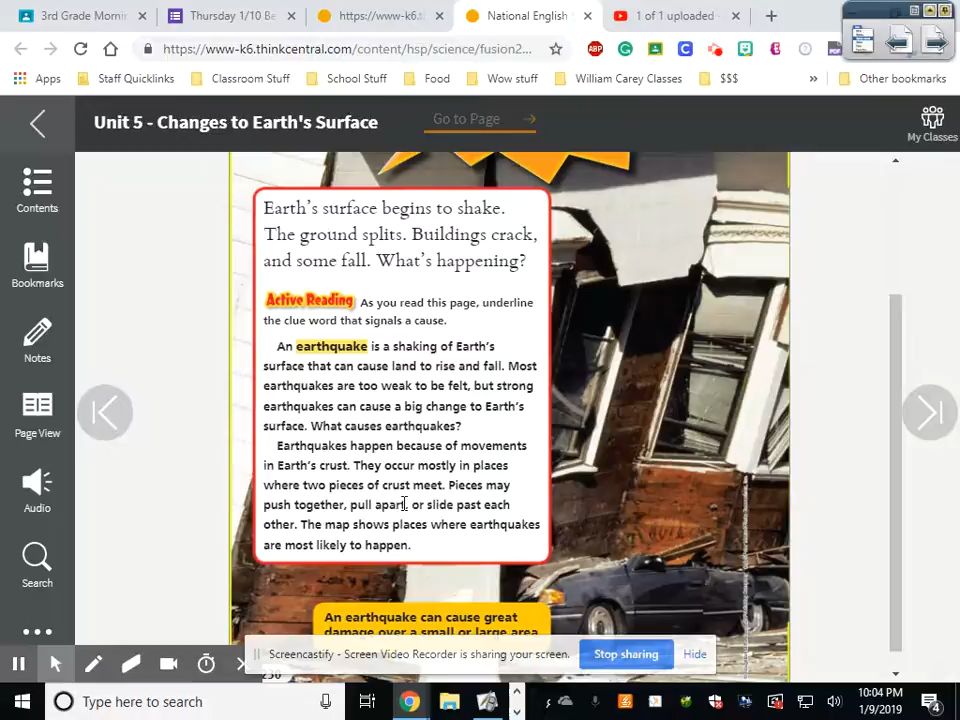 3rd Grade Morni
Thursday 1/10 Be
https://www-k6.t
National English
1 of 1 uploaded -
https://www-k6.thinkcentral.com/content/hsp/science/fusion2...
Apps
Staff Quicklinks
Classroom Stuff
School Stuff
Food
Wow stuff
William Carey Classes
$$$
»
Other bookmarks
Unit 5 - Changes to Earth's Surface
Go to Page
My Classes
Contents
Bookmarks
Notes
Page View
Audio
Search
Earth's surface begins to shake.
The ground splits. Buildings crack,
and some fall. What's happening?
Active Reading As you read this page, underline
the clue word that signals a cause.
An earthquake is a shaking of Earth's
surface that can cause land to rise and fall. Most
earthquakes are too weak to be felt, but strong
earthquakes can cause a big change to Earth's
surface. What causes earthquakes?
Earthquakes happen because of movements
in Earth's crust. They occur mostly in places
where two pieces of crust meet. Pieces may
push together, pull apart, or slide past each
other. The map shows places where earthquakes
are most likely to happen.
An earthquake can cause great
damage over a small or large area
Screencastify - Screen Video Recorder is sharing your screen.
Stop sharing
Hide
230
Type here to search
10:04 PM
1/9/2019
4